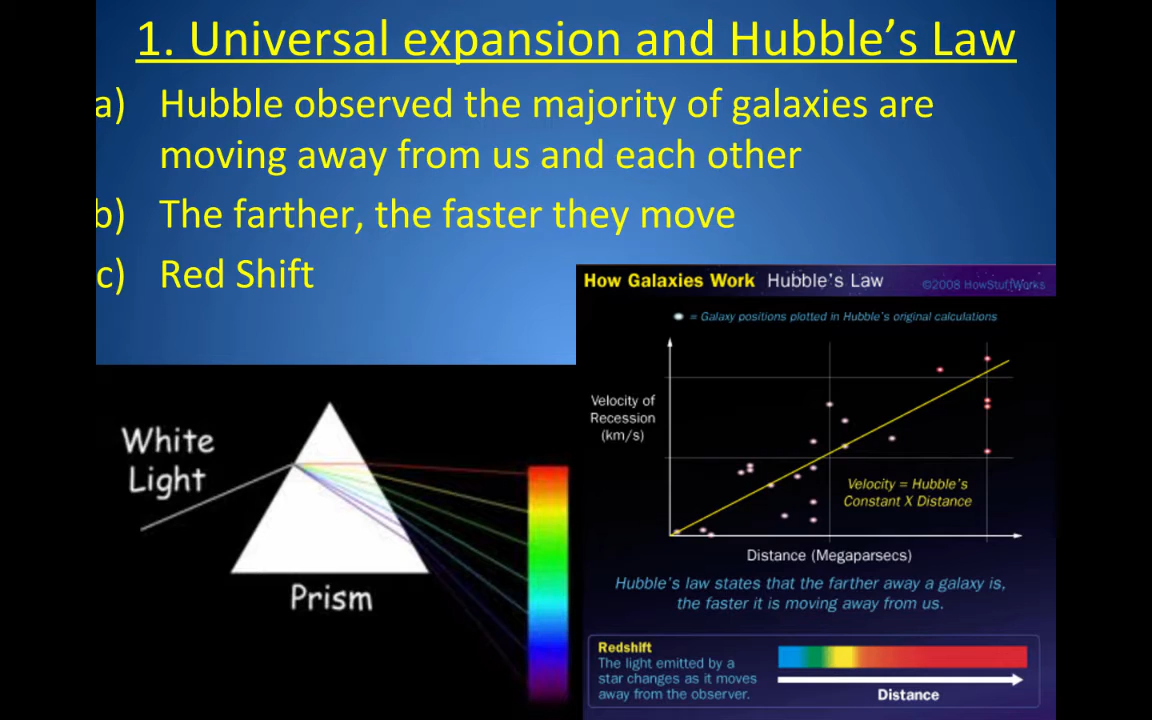 1. Universal expansion and Hubble’s Law
a) Hubble observed the majority of galaxies are
moving away from us and each other
b) The farther, the faster they move
c) Red Shift
White
Light
Prism
How Galaxies Work Hubble's Law ©2008 HowStuffWorks
= Galaxy positions plotted in Hubble's original calculations
Velocity of
Recession
(km/s)
Velocity = Hubble's
Constant X Distance
Distance (Megaparsecs)
Hubble's law states that the farther away a galaxy is,
the faster it is moving away from us.
Redshift
The light emitted by a
star changes as it moves
away from the observer.
Distance